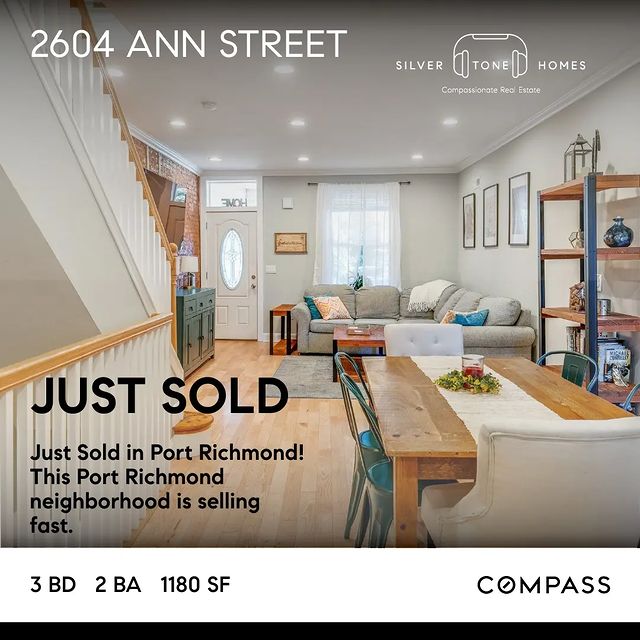 2604 ANN STREET
SILVER TONE HOMES
Compassionate Real Estate
HOME
JUST SOLD
Just Sold in Port Richmond!
This Port Richmond
neighborhood is selling
fast.
3 BD 2 BA 1180 SF
COMPASS